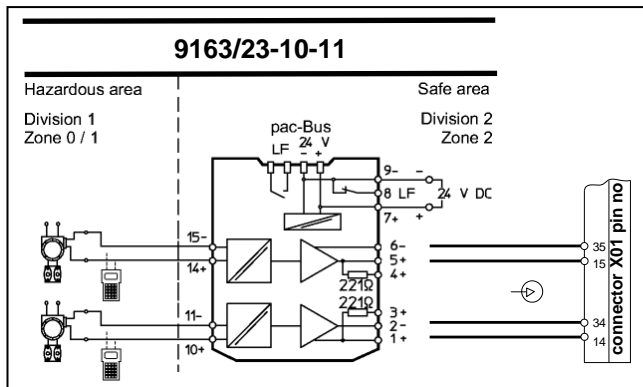 9163/23-10-11
Hazardous area
Safe area
Division 1
Zone 0 / 1
Division 2
Zone 2
pac-Bus
LF 24 V
- +
9- -
8 LF 24 V DC
7+ +
15-
14+
6-
5+
4+
221Ω
221Ω
11-
10+
3+
2-
1+
35
15
34
14
connector X01 pin no